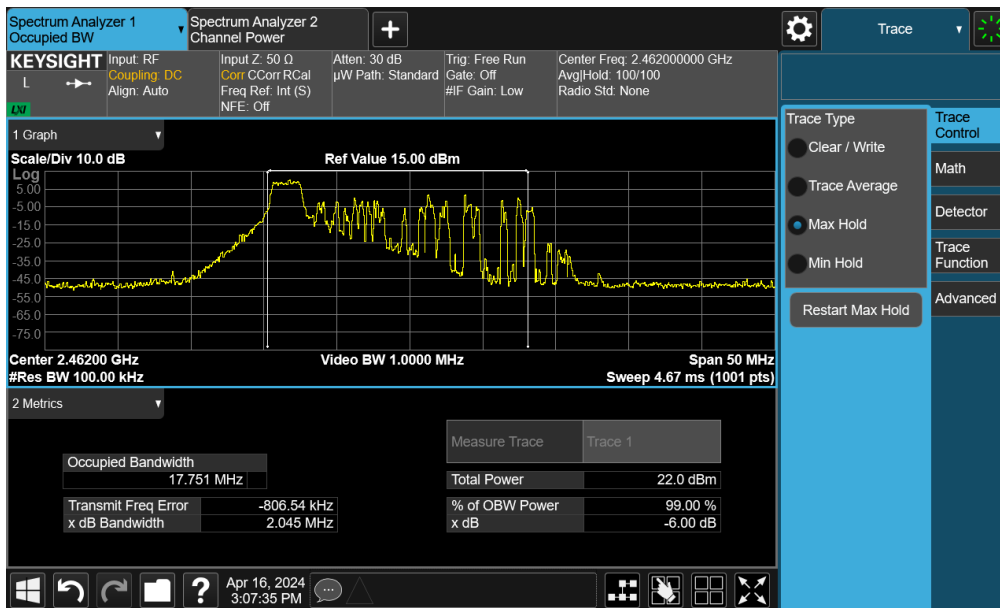 Spectrum Analyzer 1
Occupied BW
Spectrum Analyzer 2
Channel Power
Trace
KEYSIGHT
L
LXI
Input: RF
Coupling: DC
Align: Auto
Input Z: 50 Ω
Corr CCorr RCal
Freq Ref: Int (S)
NFE: Off
Atten: 30 dB
µW Path: Standard
Trig: Free Run
Gate: Off
#IF Gain: Low
Center Freq: 2.462000000 GHz
Avg|Hold: 100/100
Radio Std: None
1 Graph
Scale/Div 10.0 dB
Ref Value 15.00 dBm
Log
5.00
-5.00
-15.0
-25.0
-35.0
-45.0
-55.0
-65.0
-75.0
Center 2.46200 GHz
#Res BW 100.00 kHz
Video BW 1.0000 MHz
Span 50 MHz
Sweep 4.67 ms (1001 pts)
2 Metrics
Measure Trace Trace 1
Occupied Bandwidth
17.751 MHz
Total Power 22.0 dBm
Transmit Freq Error -806.54 kHz
% of OBW Power 99.00 %
x dB Bandwidth 2.045 MHz
x dB -6.00 dB
Trace Type
Clear / Write
Trace Average
Max Hold
Min Hold
Restart Max Hold
Trace
Control
Math
Detector
Trace
Function
Advanced
?
Apr 16, 2024
3:07:35 PM